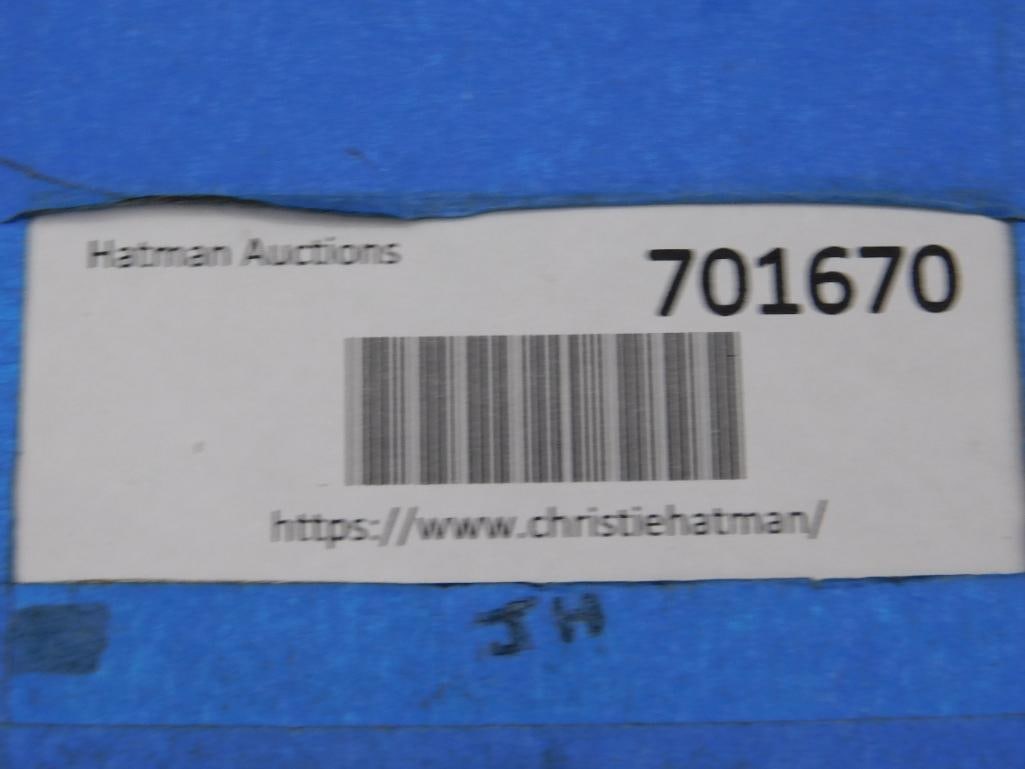 Hatman Auctions
701670
https://www.christiehatman/
JH